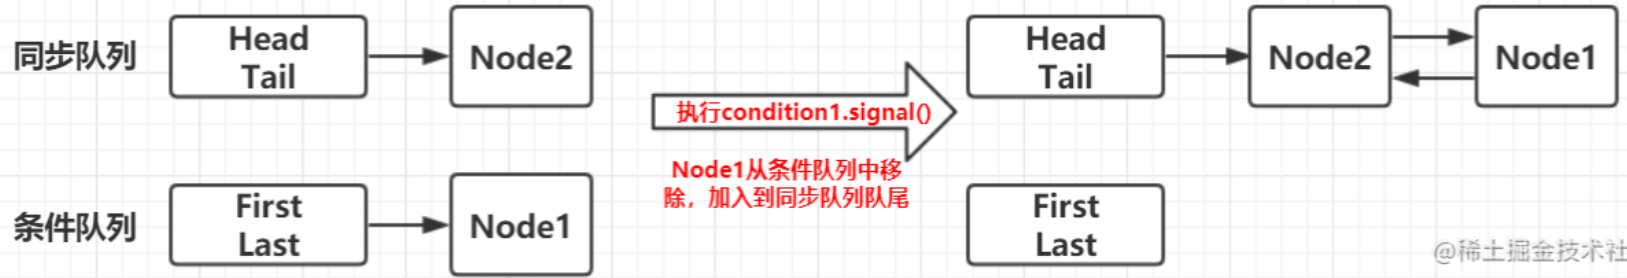 同步队列
Head
Tail
Node2
执行condition1.signal()
Node1从条件队列中移
除，加入到同步队列队尾
Head
Tail
Node2
Node1
条件队列
First
Last
Node1
First
Last
@稀土掘金技术社